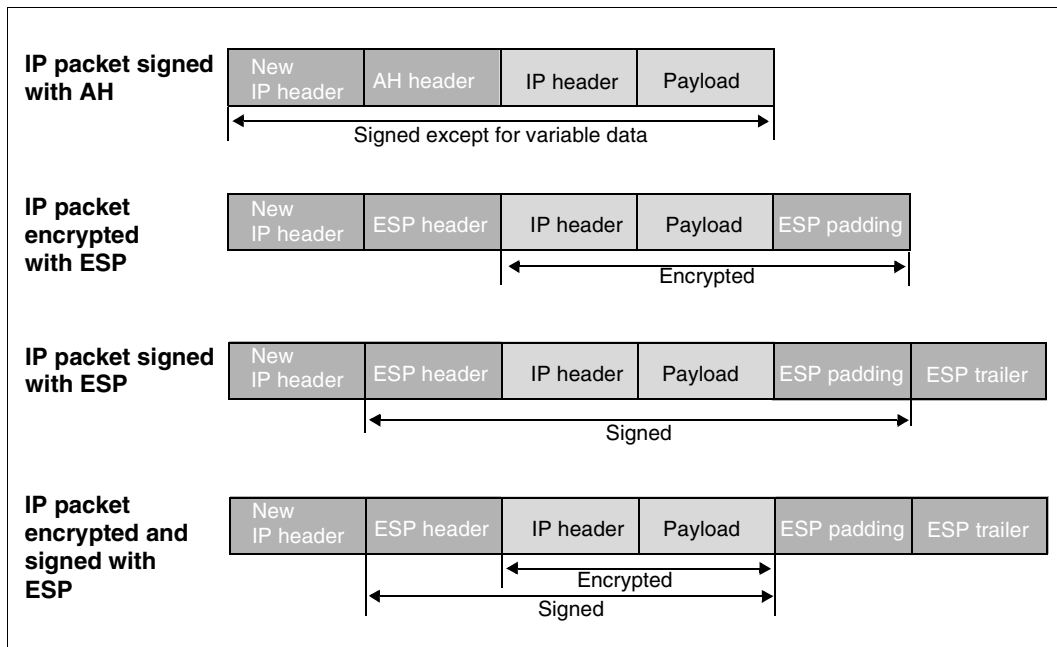 IP packet signed
with AH
New
IP header
AH header
IP header
Payload
Signed except for variable data
IP packet
encrypted
with ESP
New
IP header
ESP header
IP header
Payload
ESP padding
Encrypted
IP packet signed
with ESP
New
IP header
ESP header
IP header
Payload
ESP padding
ESP trailer
Signed
IP packet
encrypted and
signed with
ESP
New
IP header
ESP header
IP header
Payload
ESP padding
ESP trailer
Encrypted
Signed